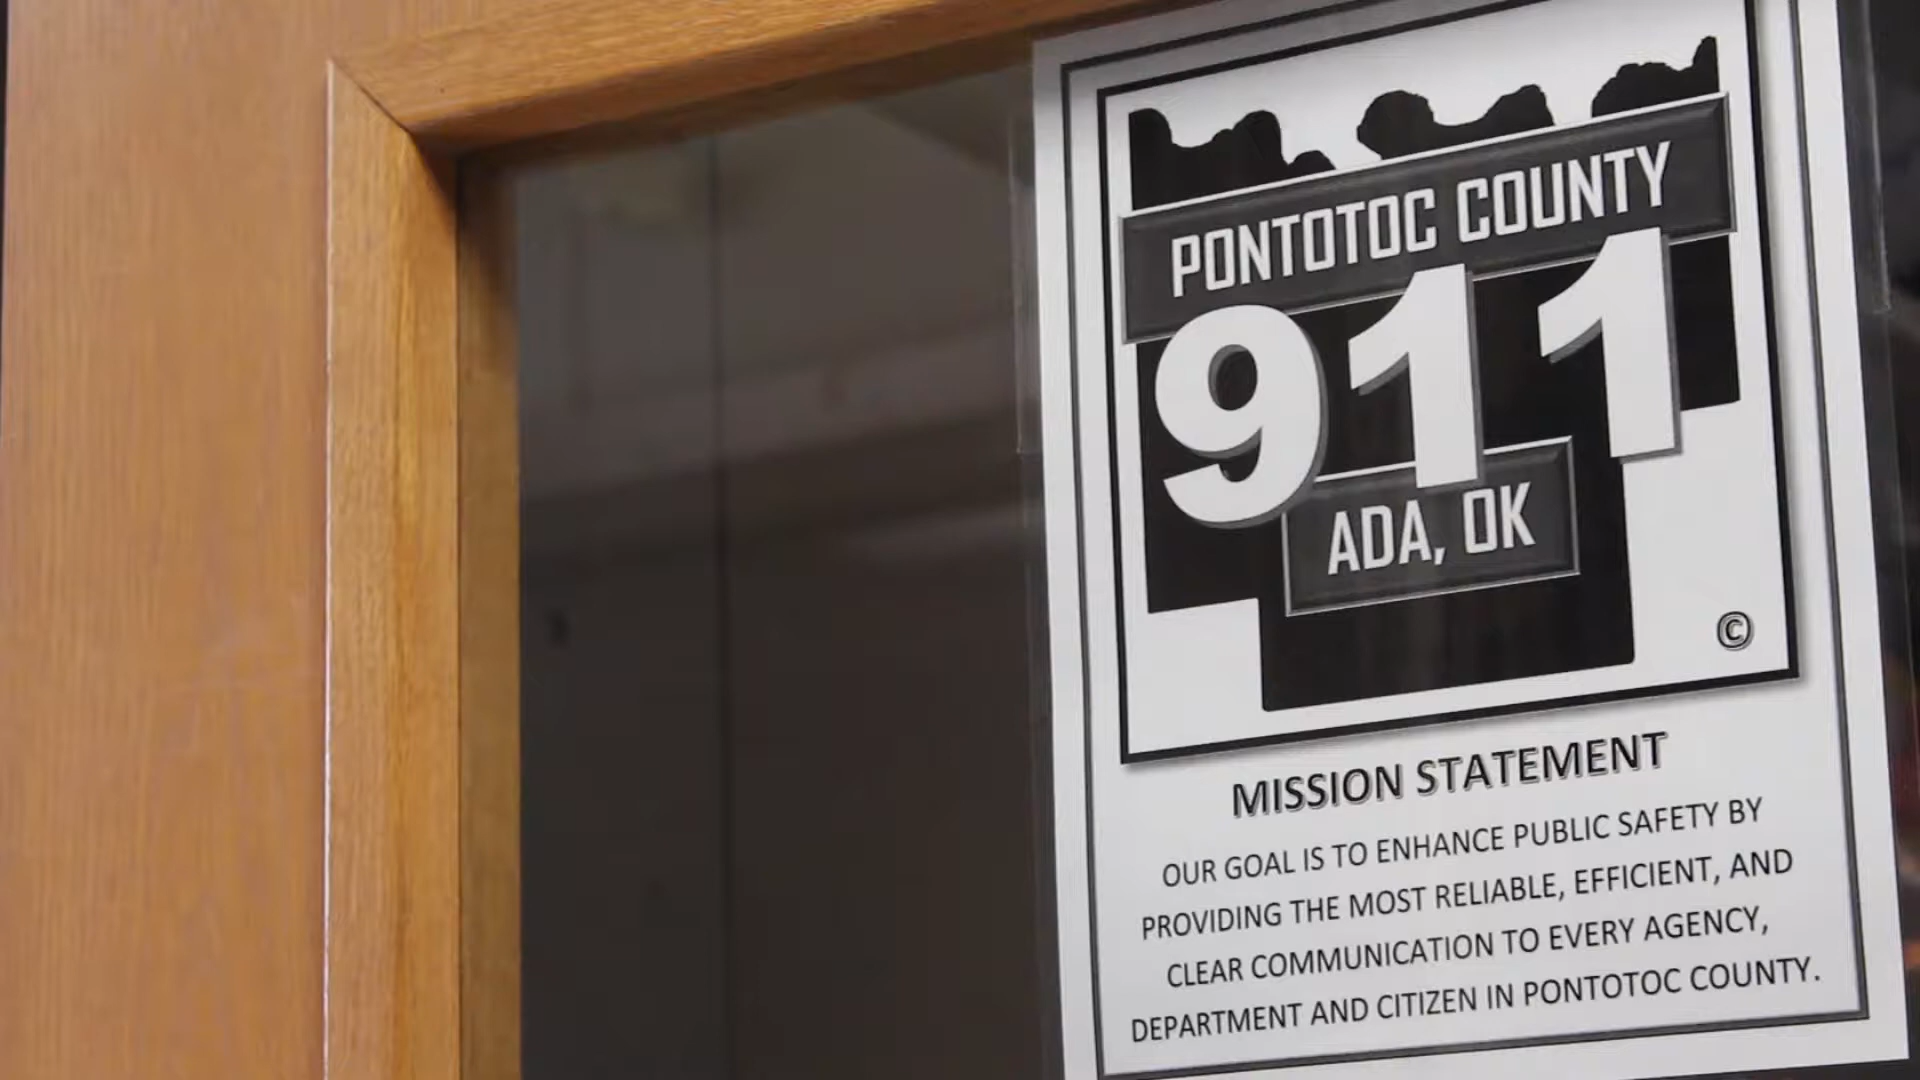 PONTOTOC COUNTY
911
ADA, OK
©
MISSION STATEMENT
OUR GOAL IS TO ENHANCE PUBLIC SAFETY BY
PROVIDING THE MOST RELIABLE, EFFICIENT, AND
CLEAR COMMUNICATION TO EVERY AGENCY,
DEPARTMENT AND CITIZEN IN PONTOTOC COUNTY.